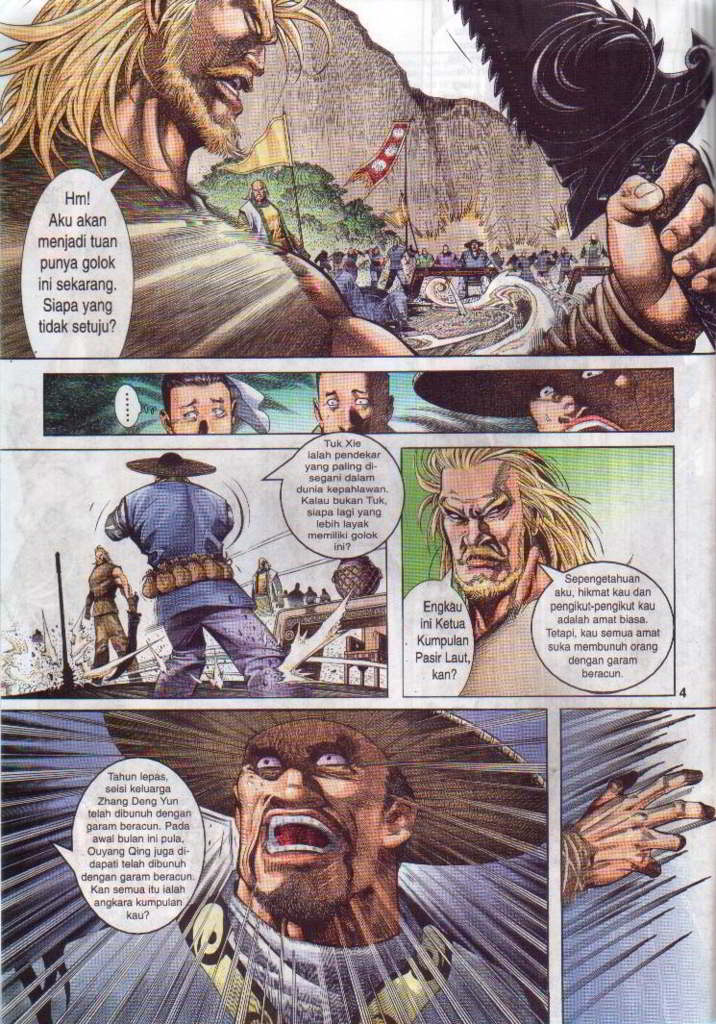 Hm!
Aku akan
menjadi tuan
punya golok
ini sekarang.
Siapa yang
tidak setuju?
......
Tuk Xie
ialah pendekar
yang paling di-
segani dalam
dunia kepahlawan.
Kalau bukan Tuk,
siapa lagi yang
lebih layak
memiliki golok
ini?
Engkau
ini Ketua
Kumpulan
Pasir Laut,
kan?
Sepengetahuan
aku, hikmat kau dan
pengikut-pengikut kau
adalah amat biasa.
Tetapi, kau semua amat
suka membunuh orang
dengan garam
beracun.
4
Tahun lepas,
seisi keluarga
Zhang Deng Yun
telah dibunuh dengan
garam beracun. Pada
awal bulan ini pula,
Ouyang Qing juga di-
dapati telah dibunuh
dengan garam beracun.
Kan semua itu ialah
angkara kumpulan
kau?